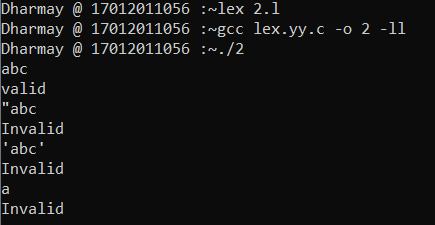 Dharmay @ 17012011056 :~lex 2.l
Dharmay @ 17012011056 :~gcc lex.yy.c -o 2 -ll
Dharmay @ 17012011056 :~./2
abc
valid
"abc
Invalid
'abc'
Invalid
a
Invalid